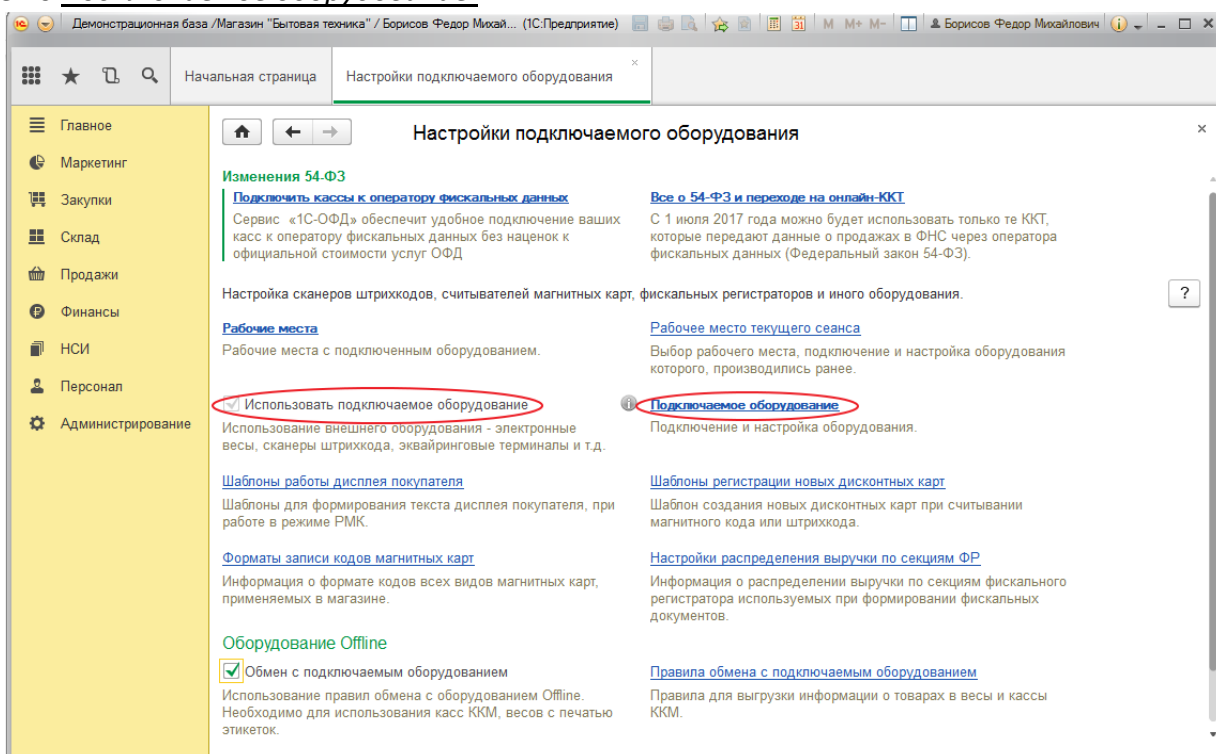 Демонстрационная база /Магазин "Бытовая техника" / Борисов Федор Михай... (1С:Предприятие) M M+ M- Борисов Федор Михайлович
Начальная страница Настройки подключаемого оборудования
Главное
Маркетинг
Закупки
Склад
Продажи
Финансы
НСИ
Персонал
Администрирование
Настройки подключаемого оборудования
Изменения 54-ФЗ
Подключить кассы к оператору фискальных данных
Сервис «1С-ОФД» обеспечит удобное подключение ваших
касс к оператору фискальных данных без наценок к
официальной стоимости услуг ОФД
Все о 54-ФЗ и переходе на онлайн-ККТ
С 1 июля 2017 года можно будет использовать только те ККТ,
которые передают данные о продажах в ФНС через оператора
фискальных данных (Федеральный закон 54-ФЗ).
Настройка сканеров штрихкодов, считывателей магнитных карт, фискальных регистраторов и иного оборудования. ?
Рабочие места
Рабочие места с подключенным оборудованием.
Рабочее место текущего сеанса
Выбор рабочего места, подключение и настройка оборудования
которого, производились ранее.
Использовать подключаемое оборудование
Использование внешнего оборудования - электронные
весы, сканеры штрихкода, эквайринговые терминалы и т.д.
Подключаемое оборудование
Подключение и настройка оборудования.
Шаблоны работы дисплея покупателя
Шаблоны для формирования текста дисплея покупателя, при
работе в режиме РМК.
Шаблоны регистрации новых дисконтных карт
Шаблон создания новых дисконтных карт при считывании
магнитного кода или штрихкода.
Форматы записи кодов магнитных карт
Информация о формате кодов всех видов магнитных карт,
применяемых в магазине.
Настройки распределения выручки по секциям ФР
Информация о распределении выручки по секциям фискального
регистратора используемых при формировании фискальных
документов.
Оборудование Offline
Обмен с подключаемым оборудованием
Использование правил обмена с оборудованием Offline.
Необходимо для использования касс ККМ, весов с печатью
этикеток.
Правила обмена с подключаемым оборудованием
Правила для выгрузки информации о товарах в весы и кассы
ККМ.